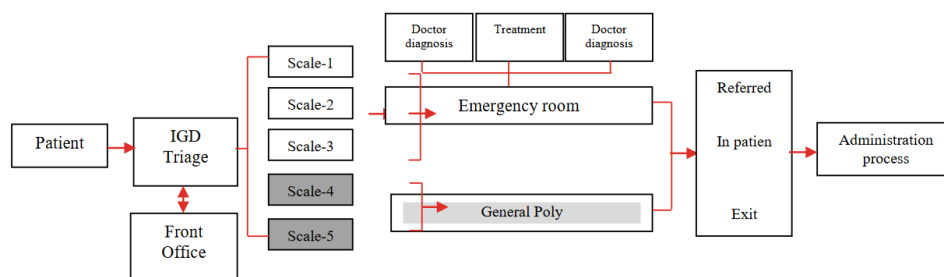 Patient
IGD
Triage
Front
Office
Scale-1
Scale-2
Scale-3
Scale-4
Scale-5
Doctor
diagnosis
Treatment
Doctor
diagnosis
Emergency room
General Poly
Referred
In patien
Exit
Administration
process